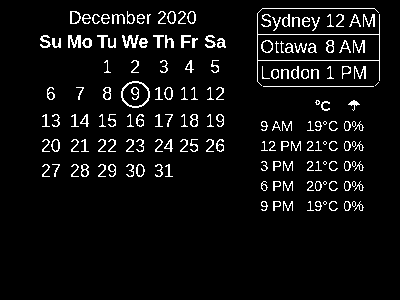 December 2020
Su Mo Tu We Th Fr Sa
1 2 3 4 5
6 7 8 9 10 11 12
13 14 15 16 17 18 19
20 21 22 23 24 25 26
27 28 29 30 31
Sydney 12 AM
Ottawa 8 AM
London 1 PM
°C ☂
9 AM 19°C 0%
12 PM 21°C 0%
3 PM 21°C 0%
6 PM 20°C 0%
9 PM 19°C 0%